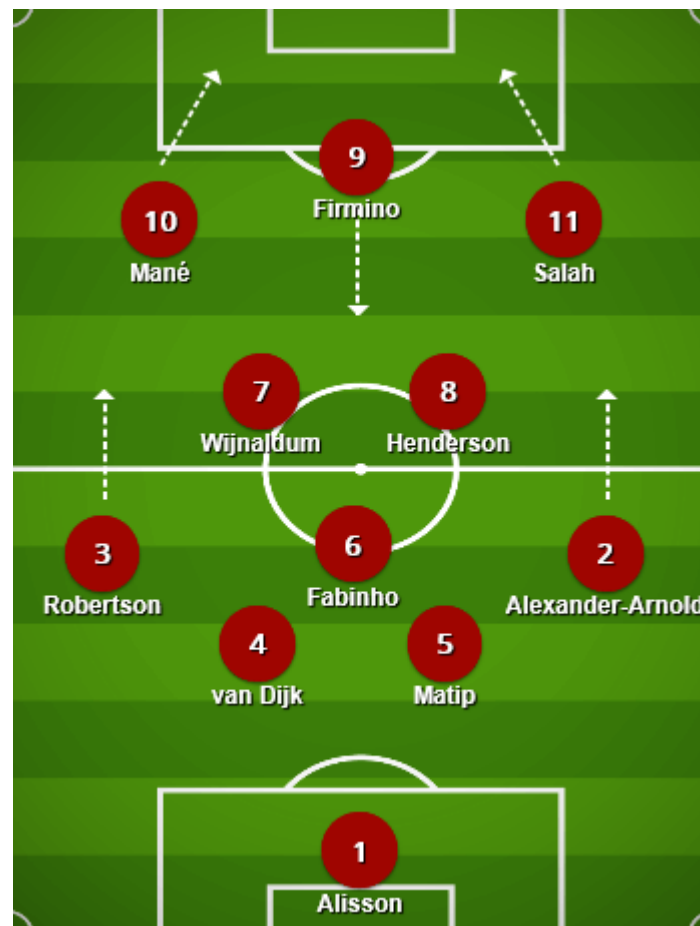 9
Firmino
10
Mané
11
Salah
7
Wijnaldum
8
Henderson
6
Fabinho
3
Robertson
2
Alexander-Arnold
4
van Dijk
5
Matip
1
Alisson